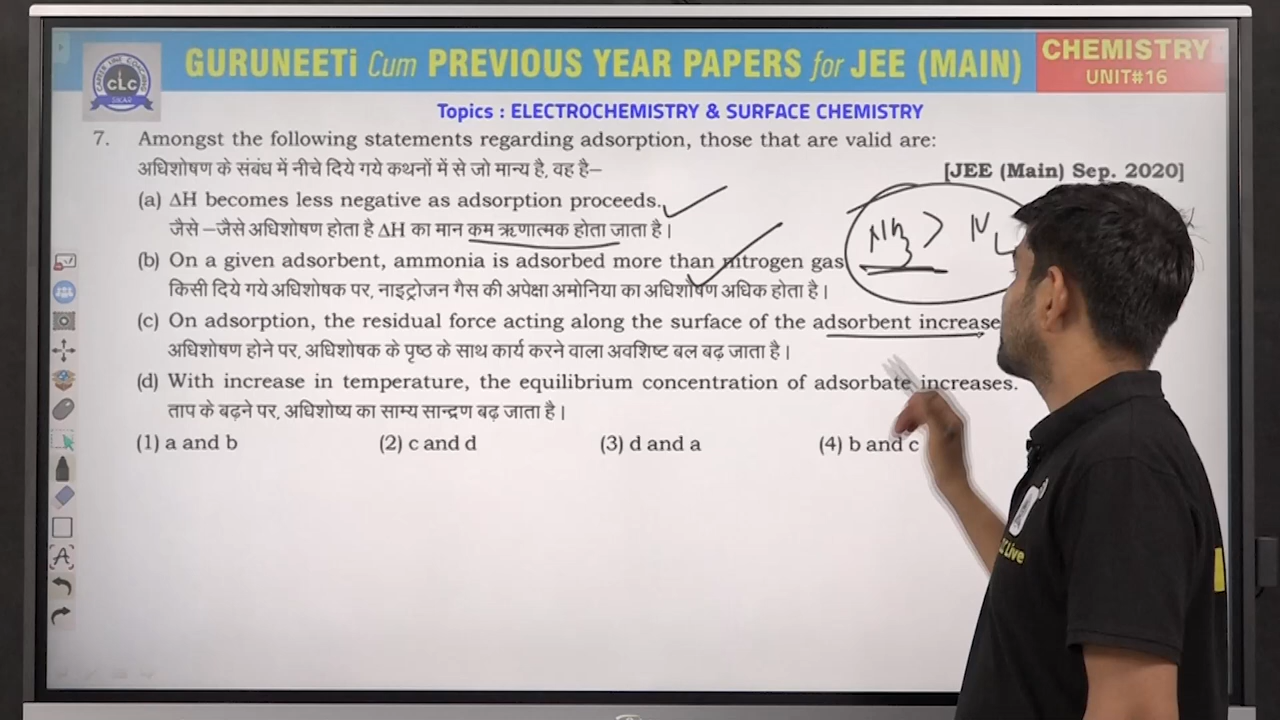 CLC
SIKAR
GURUNEETi Cum PREVIOUS YEAR PAPERS for JEE (MAIN)
CHEMISTRY
UNIT#16
Topics : ELECTROCHEMISTRY & SURFACE CHEMISTRY
7. Amongst the following statements regarding adsorption, those that are valid are:
अधिशोषण के संबंध में नीचे दिये गये कथनों में से जो मान्य है, वह है–
[JEE (Main) Sep. 2020]
(a) ΔH becomes less negative as adsorption proceeds.
जैसे –जैसे अधिशोषण होता है ΔH का मान कम ऋणात्मक होता जाता है।
NH3 > N
(b) On a given adsorbent, ammonia is adsorbed more than nitrogen gas
किसी दिये गये अधिशोषक पर, नाइट्रोजन गैस की अपेक्षा अमोनिया का अधिशोषण अधिक होता है।
(c) On adsorption, the residual force acting along the surface of the adsorbent increase
अधिशोषण होने पर, अधिशोषक के पृष्ठ के साथ कार्य करने वाला अवशिष्ट बल बढ़ जाता है।
(d) With increase in temperature, the equilibrium concentration of adsorbate increases.
ताप के बढ़ने पर, अधिशोष्य का साम्य सान्द्रण बढ़ जाता है।
(1) a and b (2) c and d (3) d and a (4) b and c
Live